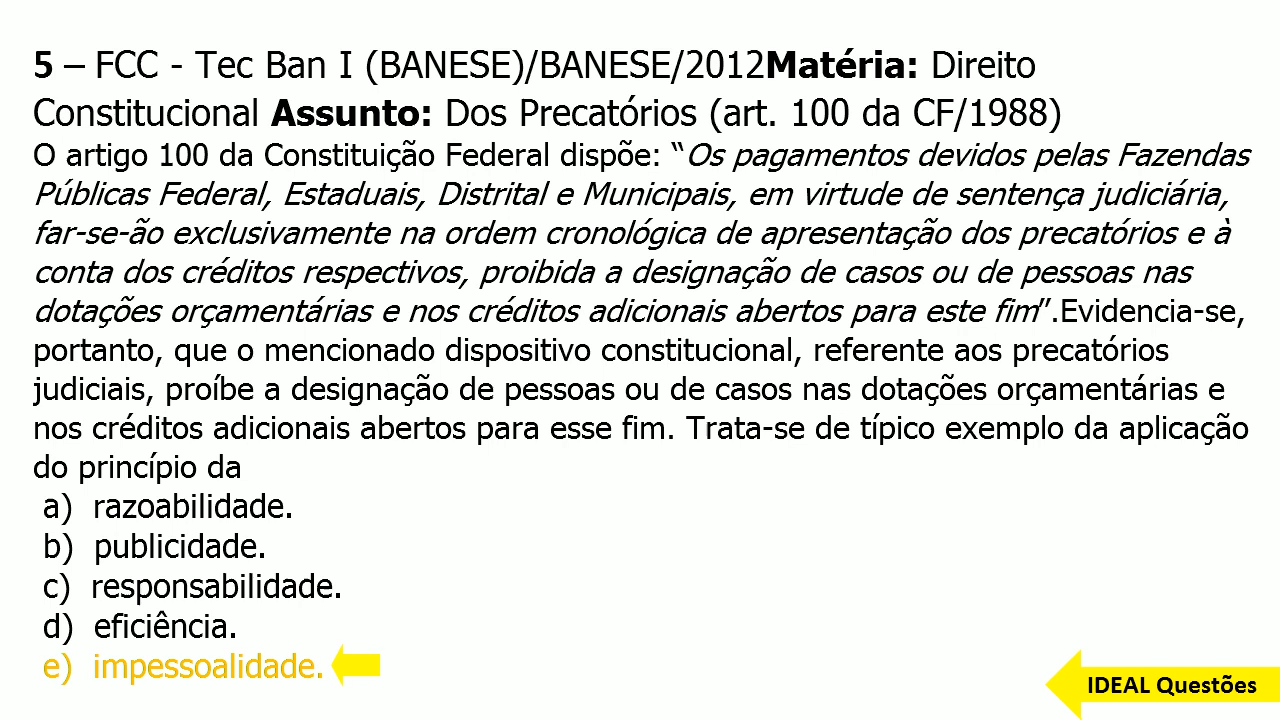 5 – FCC - Tec Ban I (BANESE)/BANESE/2012Matéria: Direito
Constitucional Assunto: Dos Precatórios (art. 100 da CF/1988)
O artigo 100 da Constituição Federal dispõe: “Os pagamentos devidos pelas Fazendas
Públicas Federal, Estaduais, Distrital e Municipais, em virtude de sentença judiciária,
far-se-ão exclusivamente na ordem cronológica de apresentação dos precatórios e à
conta dos créditos respectivos, proibida a designação de casos ou de pessoas nas
dotações orçamentárias e nos créditos adicionais abertos para este fim”.Evidencia-se,
portanto, que o mencionado dispositivo constitucional, referente aos precatórios
judiciais, proíbe a designação de pessoas ou de casos nas dotações orçamentárias e
nos créditos adicionais abertos para esse fim. Trata-se de típico exemplo da aplicação
do princípio da
a) razoabilidade.
b) publicidade.
c) responsabilidade.
d) eficiência.
e) impessoalidade.
IDEAL Questões